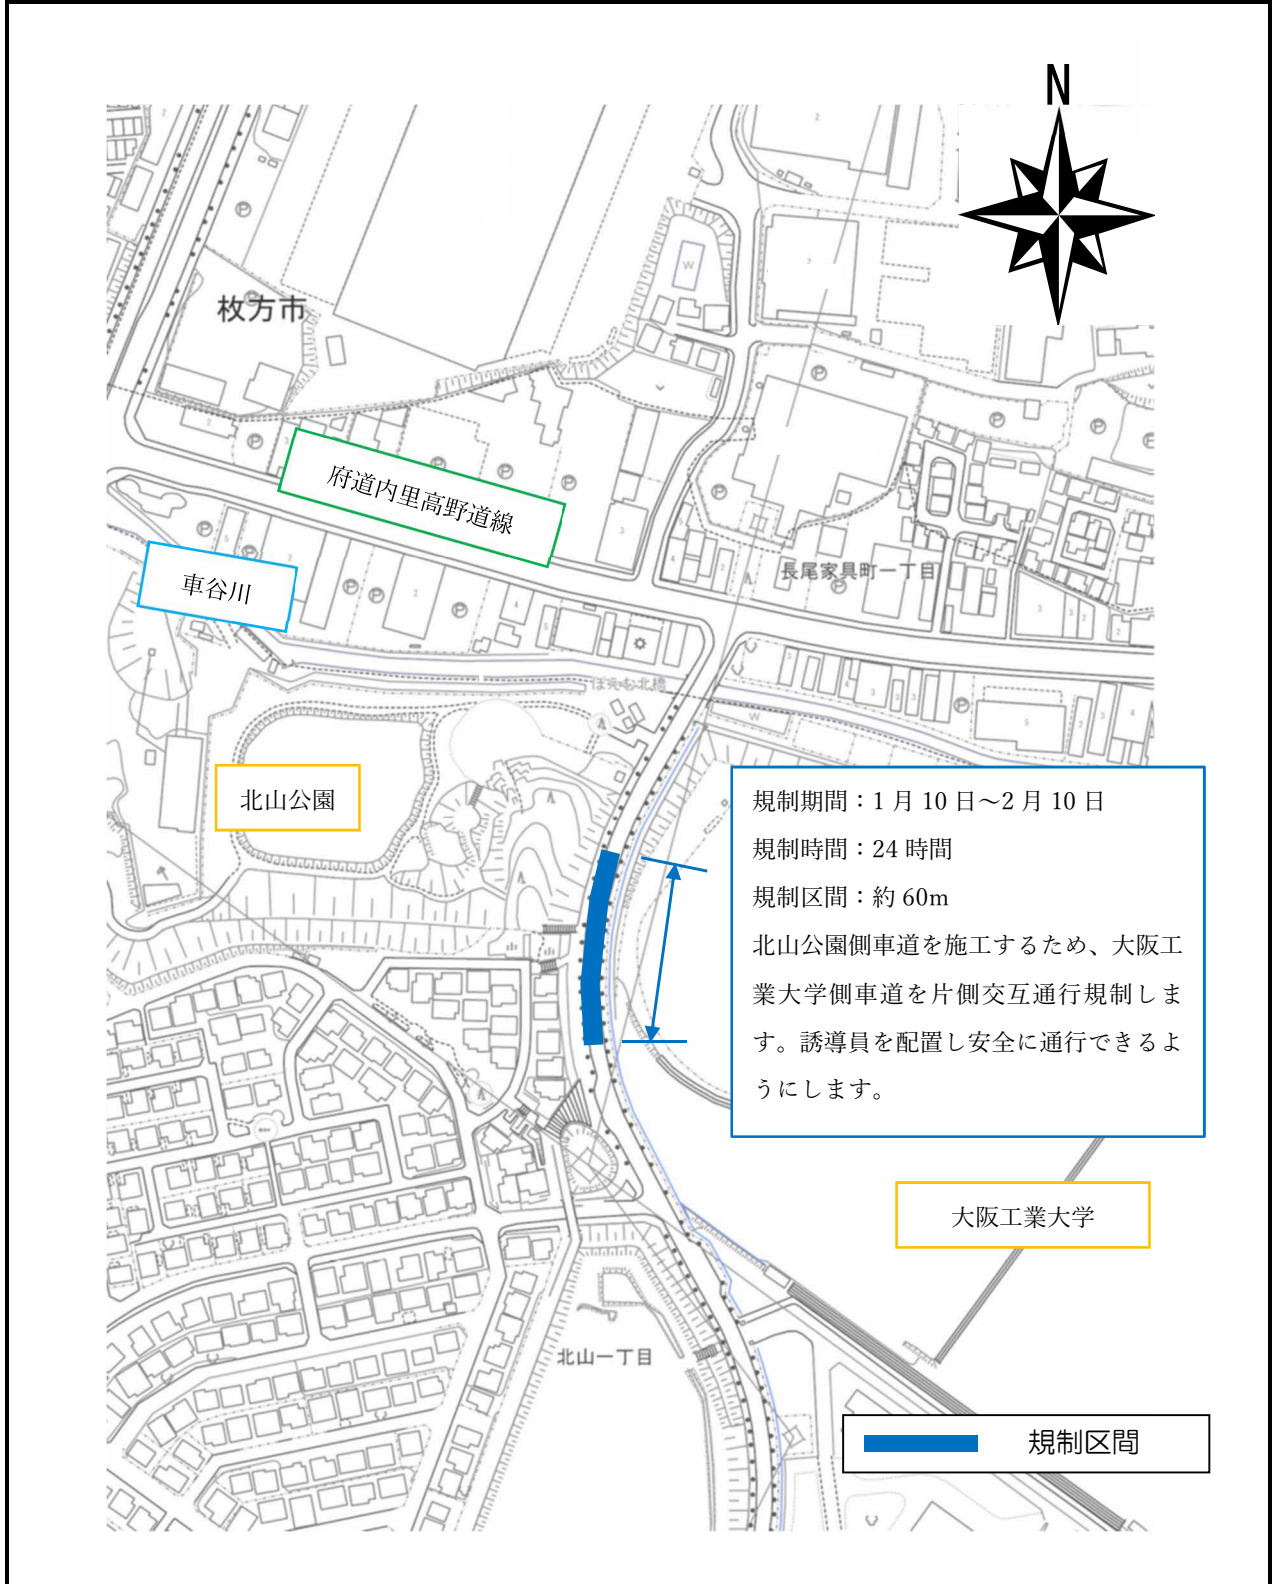 N
枚方市
府道内里高野道線
車谷川
長尾家具町一丁目
ぽえむ北橋
北山公園
規制期間：1月10日～2月10日
規制時間：24時間
規制区間：約60m
北山公園側車道を施工するため、大阪工
業大学側車道を片側交互通行規制しま
す。誘導員を配置し安全に通行できるよ
うにします。
大阪工業大学
北山一丁目
規制区間